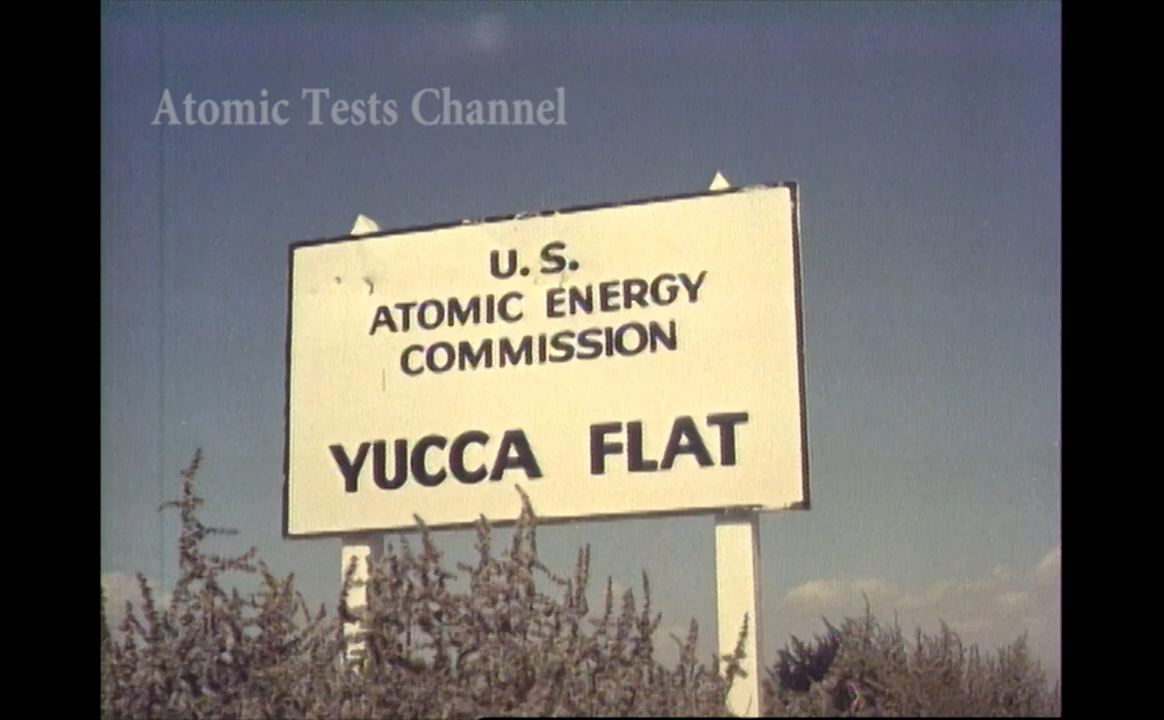 Atomic Tests Channel
U.S.
ATOMIC ENERGY
COMMISSION
YUCCA FLAT